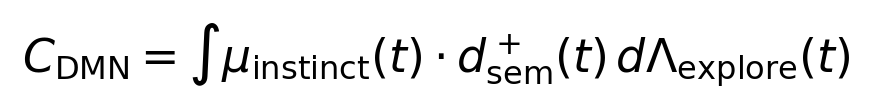 C_DMN = ∫ μ_instinct(t) · d^+_sem(t) dΛ_explore(t)